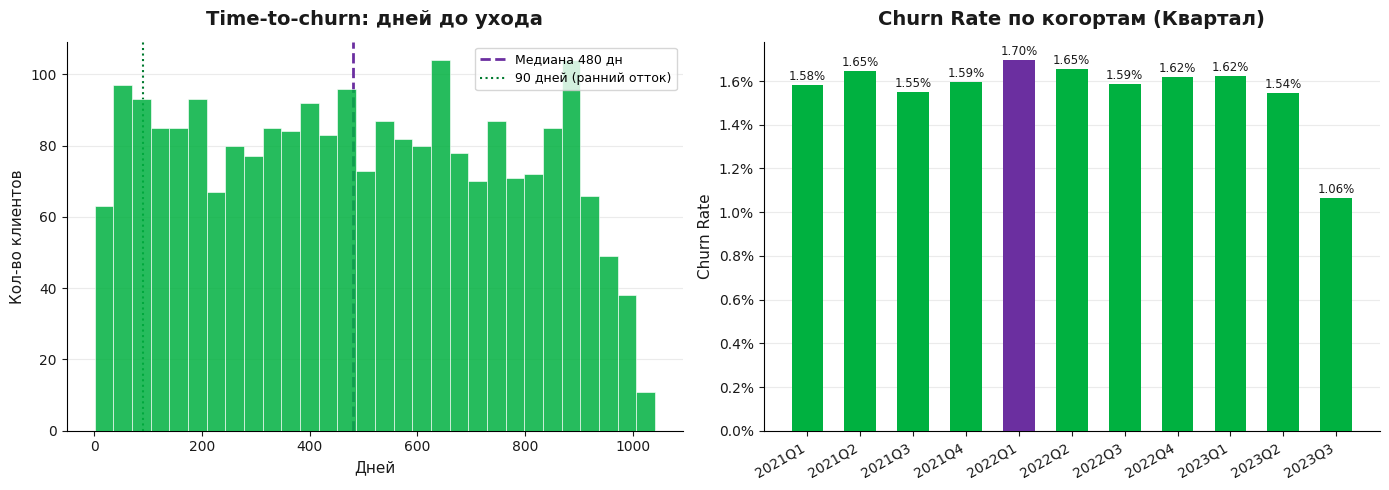 Time-to-churn: дней до ухода
Медиана 480 дн
90 дней (ранний отток)
Кол-во клиентов
100
80
60
40
20
0
0 200 400 600 800 1000
Дней
Churn Rate по когортам (Квартал)
Churn Rate
1.6%
1.4%
1.2%
1.0%
0.8%
0.6%
0.4%
0.2%
0.0%
1.58% 1.65% 1.55% 1.59% 1.70% 1.65% 1.59% 1.62% 1.62% 1.54% 1.06%
2021Q1 2021Q2 2021Q3 2021Q4 2022Q1 2022Q2 2022Q3 2022Q4 2023Q1 2023Q2 2023Q3